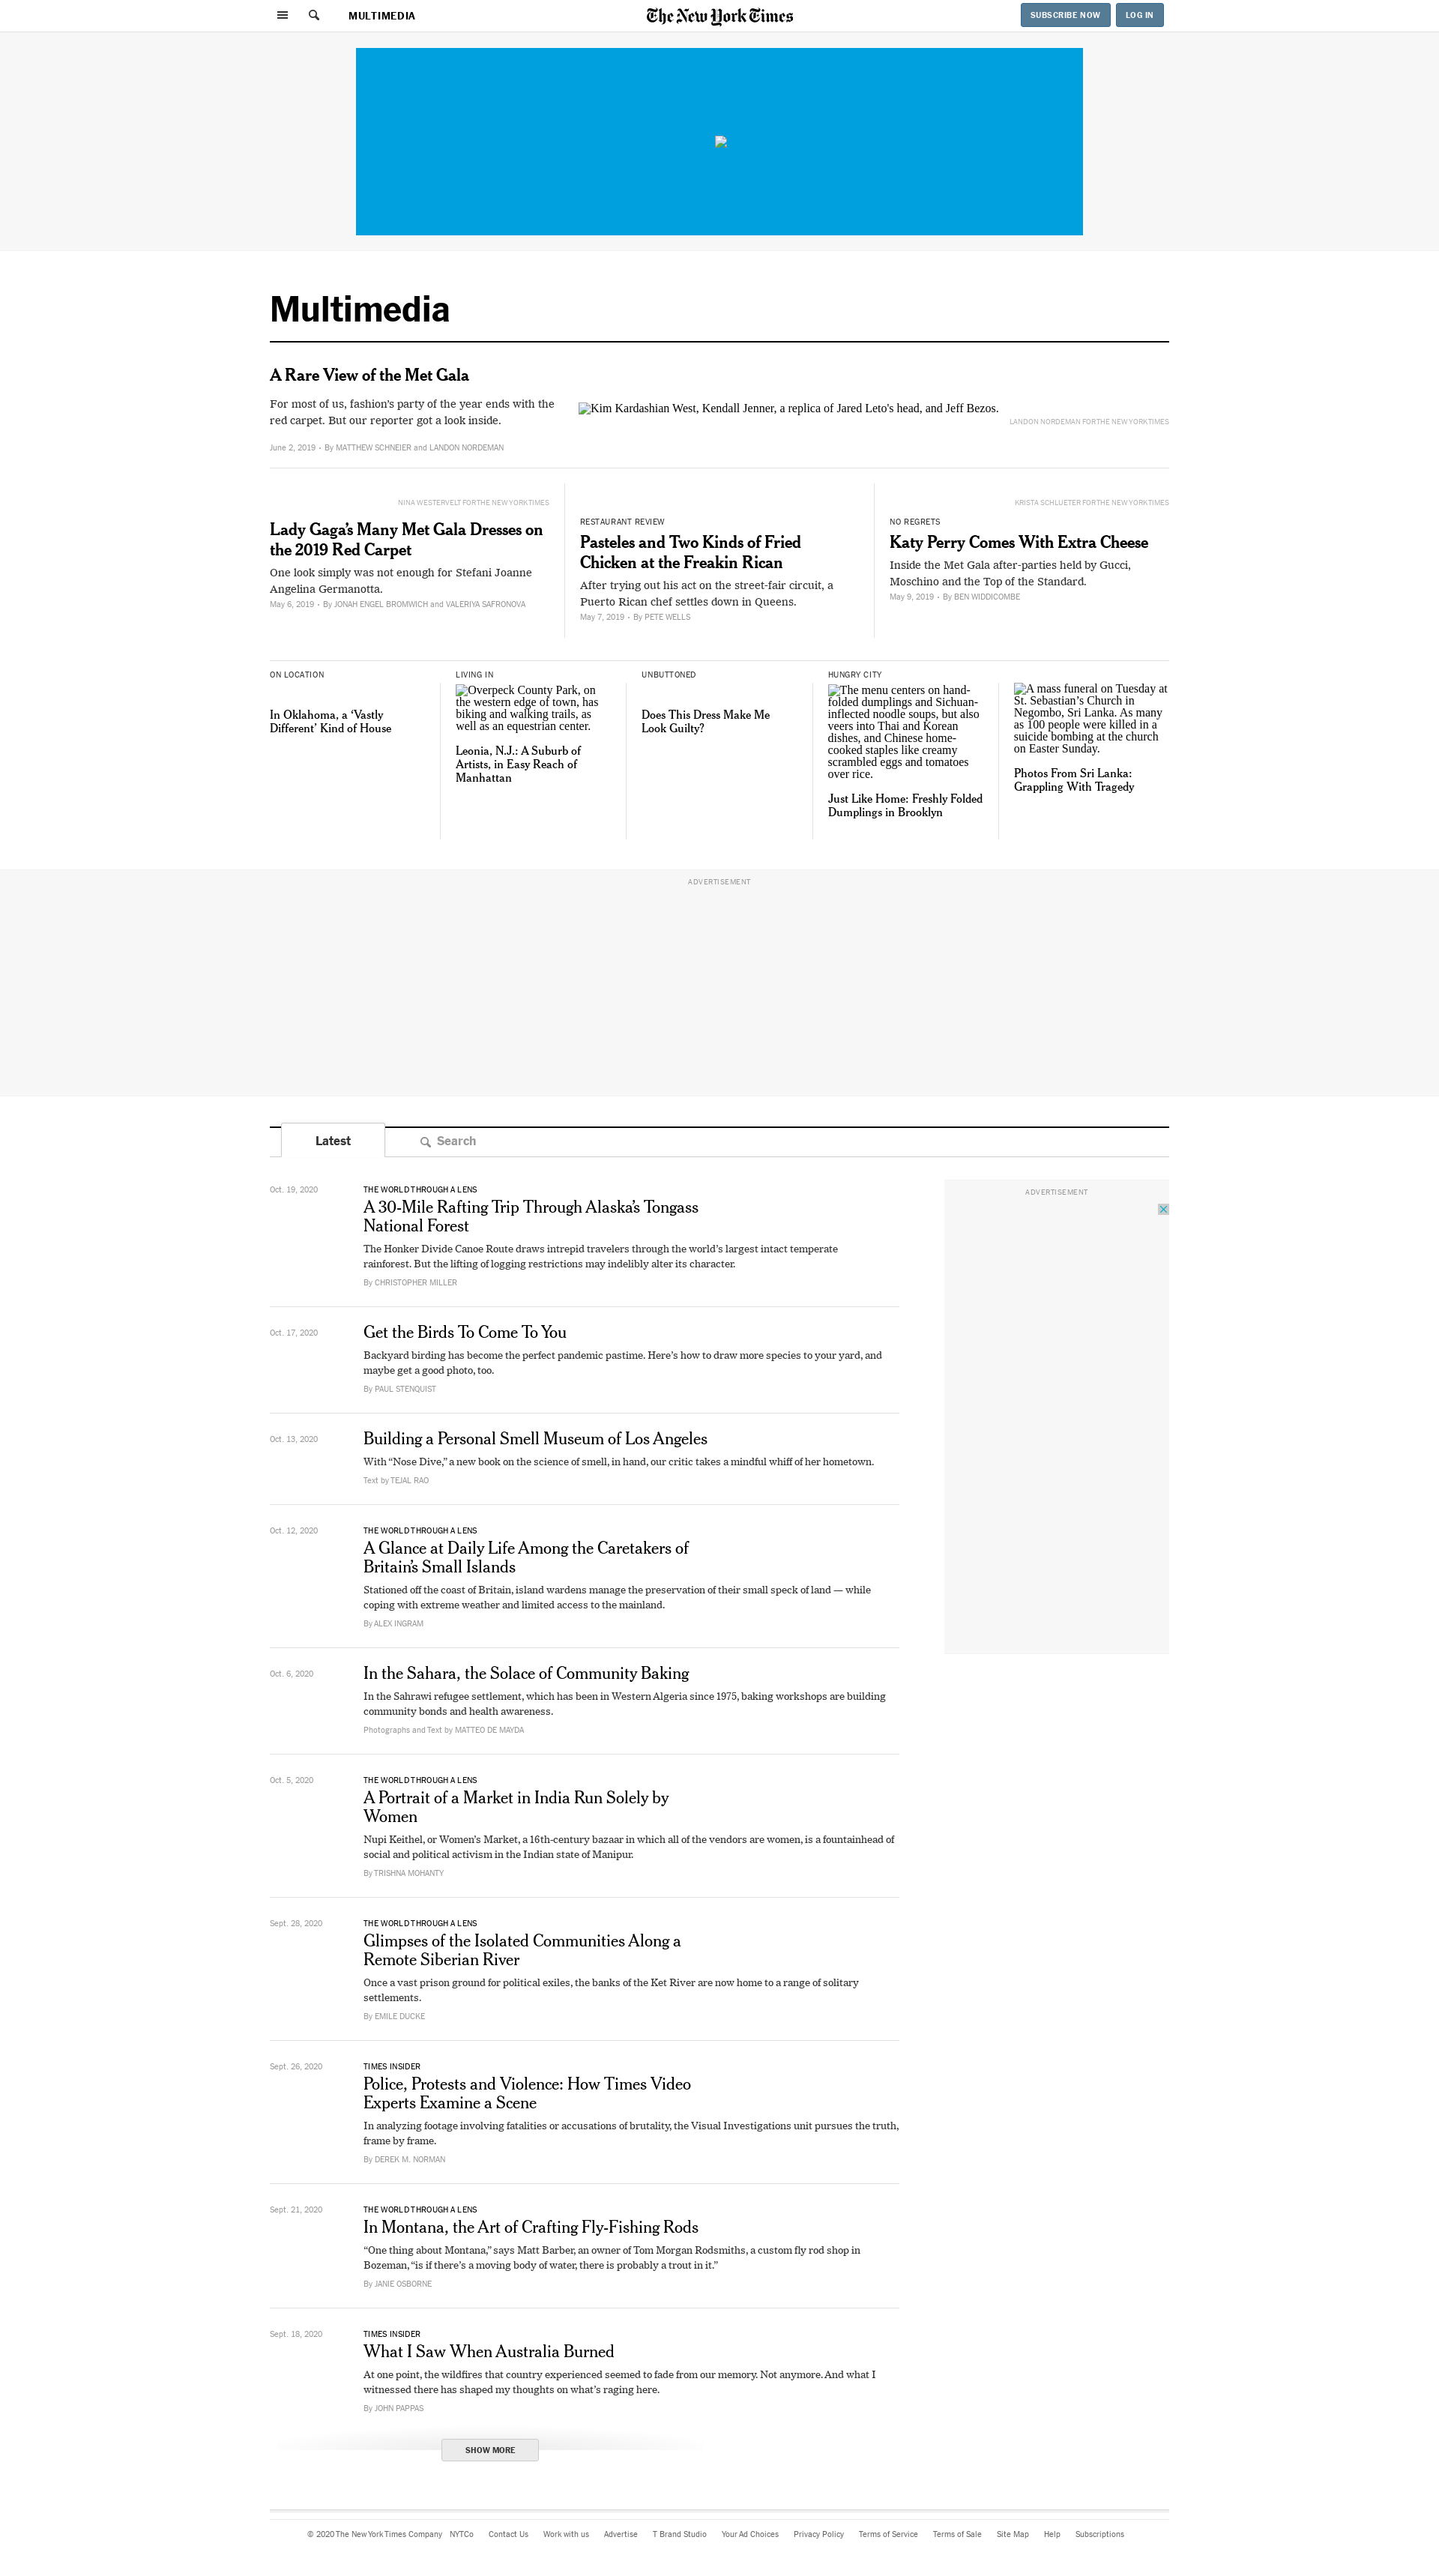 MULTIMEDIA
The New York Times
SUBSCRIBE NOW
LOG IN
Multimedia
A Rare View of the Met Gala
For most of us, fashion's party of the year ends with the
red carpet. But our reporter got a look inside.
June 2, 2019 • By MATTHEW SCHNEIER and LANDON NORDEMAN
Kim Kardashian West, Kendall Jenner, a replica of Jared Leto's head, and Jeff Bezos.
LANDON NORDEMAN FOR THE NEW YORK TIMES
NINA WESTERVELT FOR THE NEW YORK TIMES
Lady Gaga's Many Met Gala Dresses on
the 2019 Red Carpet
One look simply was not enough for Stefani Joanne
Angelina Germanotta.
May 6, 2019 • By JONAH ENGEL BROMWICH and VALERIYA SAFRONOVA
RESTAURANT REVIEW
Pasteles and Two Kinds of Fried
Chicken at the Freakin Rican
After trying out his act on the street-fair circuit, a
Puerto Rican chef settles down in Queens.
May 7, 2019 • By PETE WELLS
KRISTA SCHLUETER FOR THE NEW YORK TIMES
NO REGRETS
Katy Perry Comes With Extra Cheese
Inside the Met Gala after-parties held by Gucci,
Moschino and the Top of the Standard.
May 9, 2019 • By BEN WIDDICOMBE
ON LOCATION
In Oklahoma, a ‘Vastly
Different’ Kind of House
LIVING IN
Overpeck County Park, on
the western edge of town, has
biking and walking trails, as
well as an equestrian center.
Leonia, N.J.: A Suburb of
Artists, in Easy Reach of
Manhattan
UNBUTTONED
Does This Dress Make Me
Look Guilty?
HUNGRY CITY
The menu centers on hand-
folded dumplings and Sichuan-
inflected noodle soups, but also
veers into Thai and Korean
dishes, and Chinese home-
cooked staples like creamy
scrambled eggs and tomatoes
over rice.
Just Like Home: Freshly Folded
Dumplings in Brooklyn
A mass funeral on Tuesday at
St. Sebastian’s Church in
Negombo, Sri Lanka. As many
as 100 people were killed in a
suicide bombing at the church
on Easter Sunday.
Photos From Sri Lanka:
Grappling With Tragedy
ADVERTISEMENT
Latest
Search
Oct. 19, 2020
THE WORLD THROUGH A LENS
A 30-Mile Rafting Trip Through Alaska’s Tongass
National Forest
The Honker Divide Canoe Route draws intrepid travelers through the world’s largest intact temperate
rainforest. But the lifting of logging restrictions may indelibly alter its character.
By CHRISTOPHER MILLER
ADVERTISEMENT
Oct. 17, 2020
Get the Birds To Come To You
Backyard birding has become the perfect pandemic pastime. Here’s how to draw more species to your yard, and
maybe get a good photo, too.
By PAUL STENQUIST
Oct. 13, 2020
Building a Personal Smell Museum of Los Angeles
With “Nose Dive,” a new book on the science of smell, in hand, our critic takes a mindful whiff of her hometown.
Text by TEJAL RAO
Oct. 12, 2020
THE WORLD THROUGH A LENS
A Glance at Daily Life Among the Caretakers of
Britain’s Small Islands
Stationed off the coast of Britain, island wardens manage the preservation of their small speck of land — while
coping with extreme weather and limited access to the mainland.
By ALEX INGRAM
Oct. 6, 2020
In the Sahara, the Solace of Community Baking
In the Sahrawi refugee settlement, which has been in Western Algeria since 1975, baking workshops are building
community bonds and health awareness.
Photographs and Text by MATTEO DE MAYDA
Oct. 5, 2020
THE WORLD THROUGH A LENS
A Portrait of a Market in India Run Solely by
Women
Nupi Keithel, or Women’s Market, a 16th-century bazaar in which all of the vendors are women, is a fountainhead of
social and political activism in the Indian state of Manipur.
By TRISHNA MOHANTY
Sept. 28, 2020
THE WORLD THROUGH A LENS
Glimpses of the Isolated Communities Along a
Remote Siberian River
Once a vast prison ground for political exiles, the banks of the Ket River are now home to a range of solitary
settlements.
By EMILE DUCKE
Sept. 26, 2020
TIMES INSIDER
Police, Protests and Violence: How Times Video
Experts Examine a Scene
In analyzing footage involving fatalities or accusations of brutality, the Visual Investigations unit pursues the truth,
frame by frame.
By DEREK M. NORMAN
Sept. 21, 2020
THE WORLD THROUGH A LENS
In Montana, the Art of Crafting Fly-Fishing Rods
“One thing about Montana,” says Matt Barber, an owner of Tom Morgan Rodsmiths, a custom fly rod shop in
Bozeman, “is if there’s a moving body of water, there is probably a trout in it.”
By JANIE OSBORNE
Sept. 18, 2020
TIMES INSIDER
What I Saw When Australia Burned
At one point, the wildfires that country experienced seemed to fade from our memory. Not anymore. And what I
witnessed there has shaped my thoughts on what’s raging here.
By JOHN PAPPAS
SHOW MORE
© 2020 The New York Times Company NYTCo Contact Us Work with us Advertise T Brand Studio Your Ad Choices Privacy Policy Terms of Service Terms of Sale Site Map Help Subscriptions